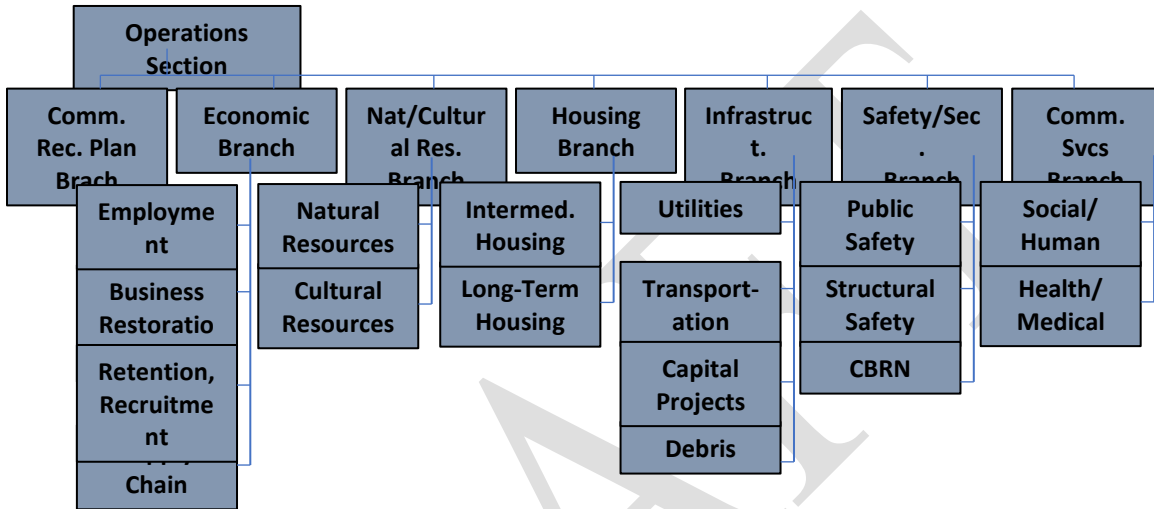 Operations
Section
Comm.
Rec. Plan
Brach
Economic
Branch
Nat/Cultur
al Res.
Branch
Housing
Branch
Infrastruc
t.
Branch
Safety/Sec
.
Branch
Comm.
Svcs
Branch
Employme
nt
Business
Restoratio
Retention,
Recruitme
nt
Chain
Natural
Resources
Cultural
Resources
Intermed.
Housing
Long-Term
Housing
Utilities
Transport-
ation
Capital
Projects
Debris
Public
Safety
Structural
Safety
CBRN
Social/
Human
Health/
Medical